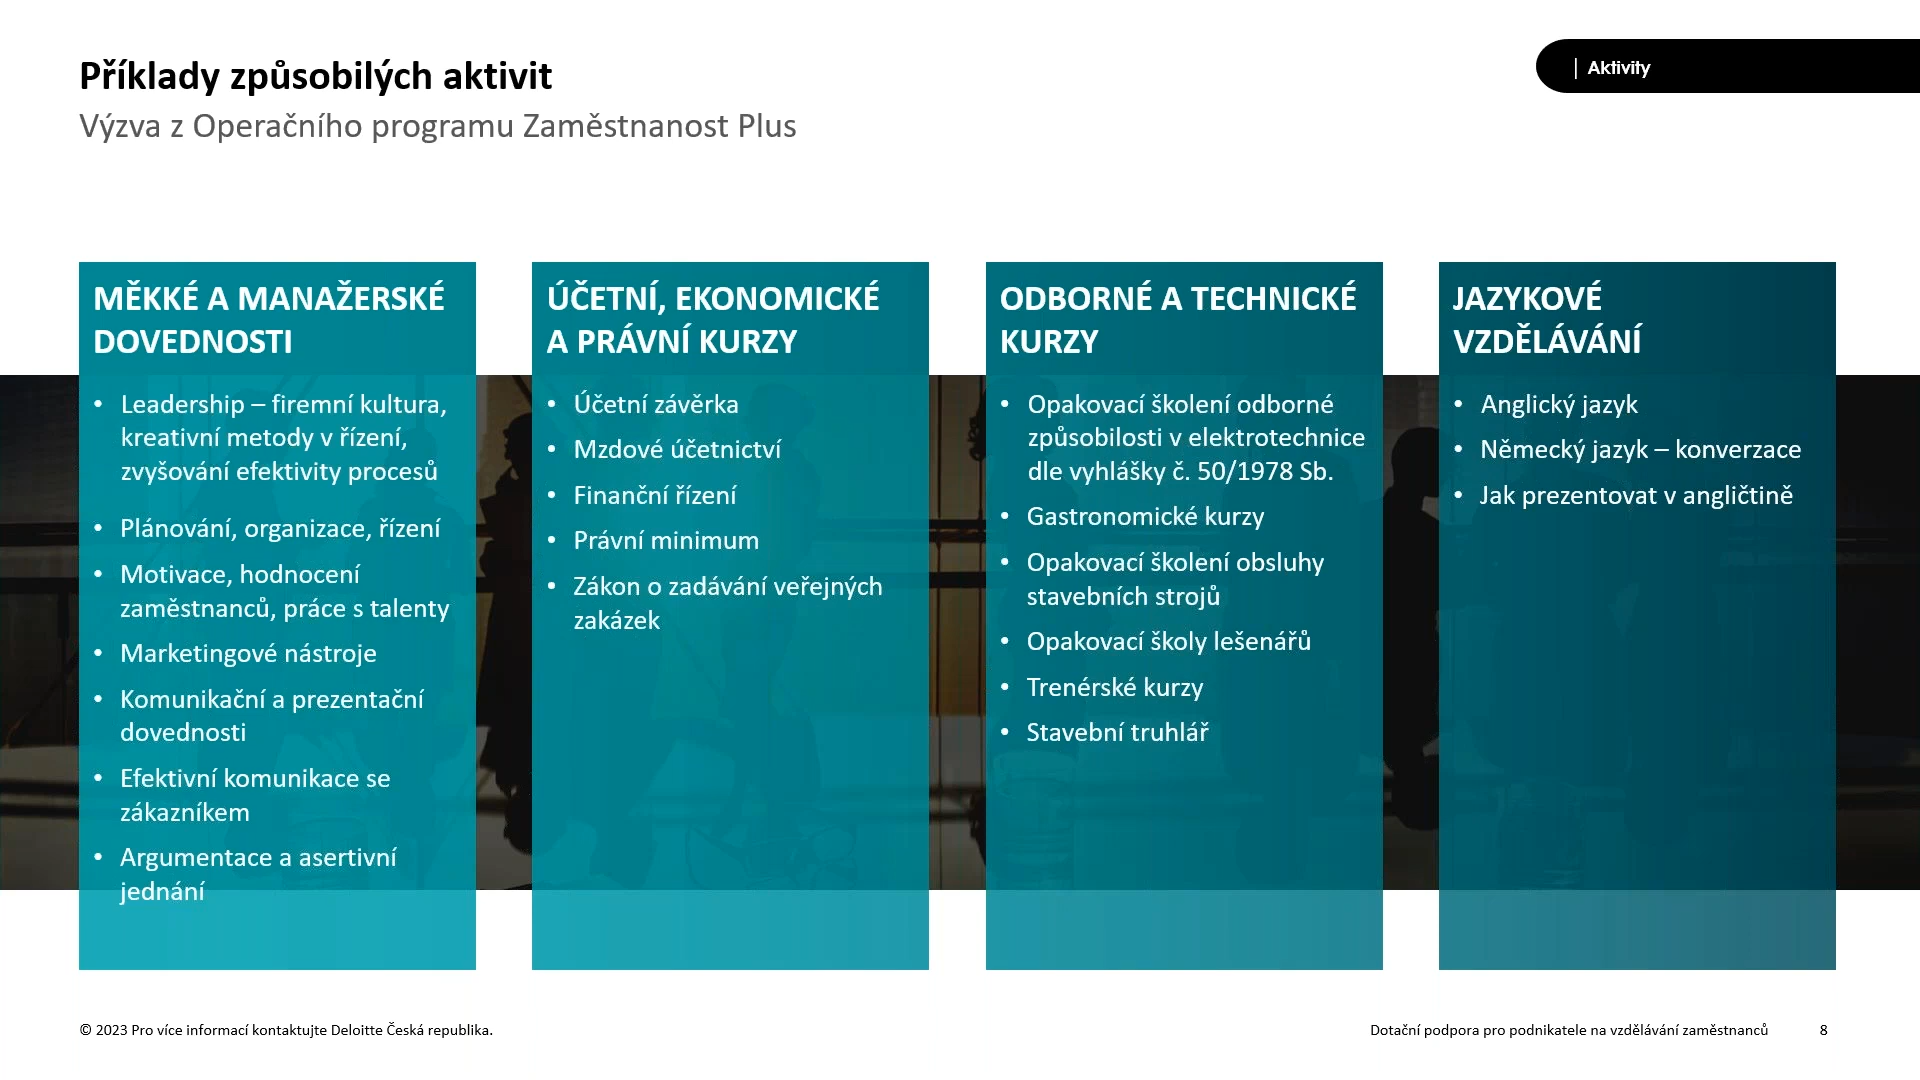 Příklady způsobilých aktivit
Výzva z Operačního programu Zaměstnanost Plus
| Aktivity
MĚKKÉ A MANAŽERSKÉ
DOVEDNOSTI
• Leadership – firemní kultura,
kreativní metody v řízení,
zvyšování efektivity procesů
• Plánování, organizace, řízení
• Motivace, hodnocení
zaměstnanců, práce s talenty
• Marketingové nástroje
• Komunikační a prezentační
dovednosti
• Efektivní komunikace se
zákazníkem
• Argumentace a asertivní
jednání
ÚČETNÍ, EKONOMICKÉ
A PRÁVNÍ KURZY
• Účetní závěrka
• Mzdové účetnictví
• Finanční řízení
• Právní minimum
• Zákon o zadávání veřejných
zakázek
ODBORNÉ A TECHNICKÉ
KURZY
• Opakovací školení odborné
způsobilosti v elektrotechnice
dle vyhlášky č. 50/1978 Sb.
• Gastronomické kurzy
• Opakovací školení obsluhy
stavebních strojů
• Opakovací školy lešenářů
• Trenérské kurzy
• Stavební truhlář
JAZYKOVÉ
VZDĚLÁVÁNÍ
• Anglický jazyk
• Německý jazyk – konverzace
• Jak prezentovat v angličtině
© 2023 Pro více informací kontaktujte Deloitte Česká republika.
Dotační podpora pro podnikatele na vzdělávání zaměstnanců 8